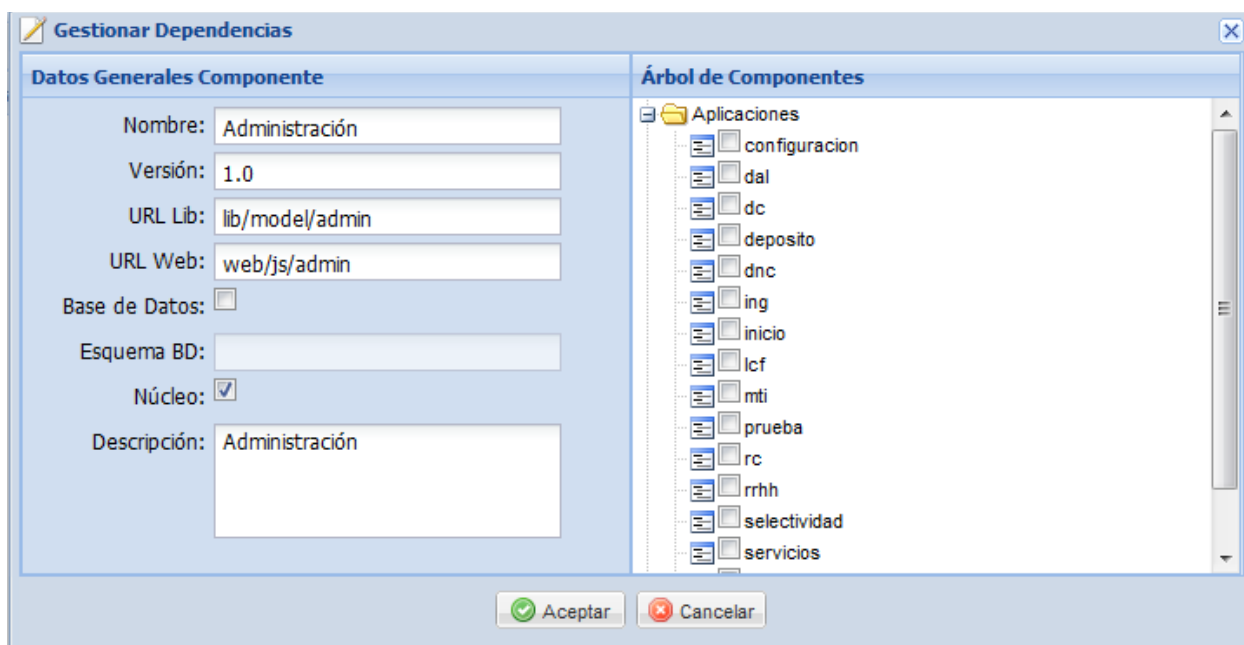 Gestionar Dependencias
Datos Generales Componente
Nombre: Administración
Versión: 1.0
URL Lib: lib/model/admin
URL Web: web/js/admin
Base de Datos:
Esquema BD:
Núcleo:
Descripción: Administración
Árbol de Componentes
Aplicaciones
configuracion
dal
dc
deposito
dnc
ing
inicio
lcf
mti
prueba
rc
rrhh
selectividad
servicios
Aceptar
Cancelar